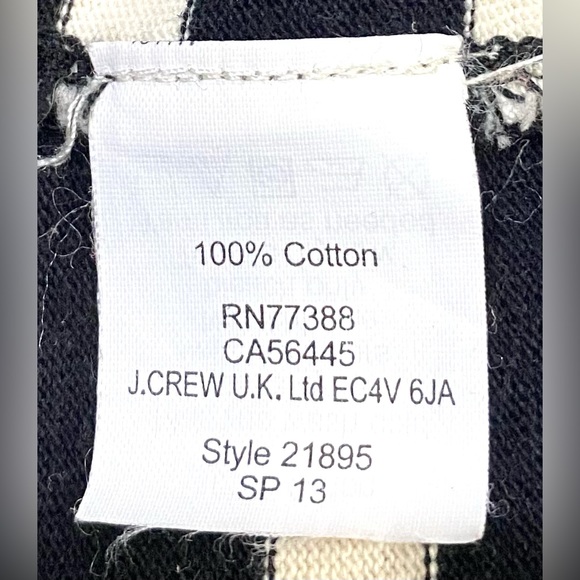 100% Cotton
RN77388
CA56445
J.CREW U.K. Ltd EC4V 6JA
Style 21895
SP 13